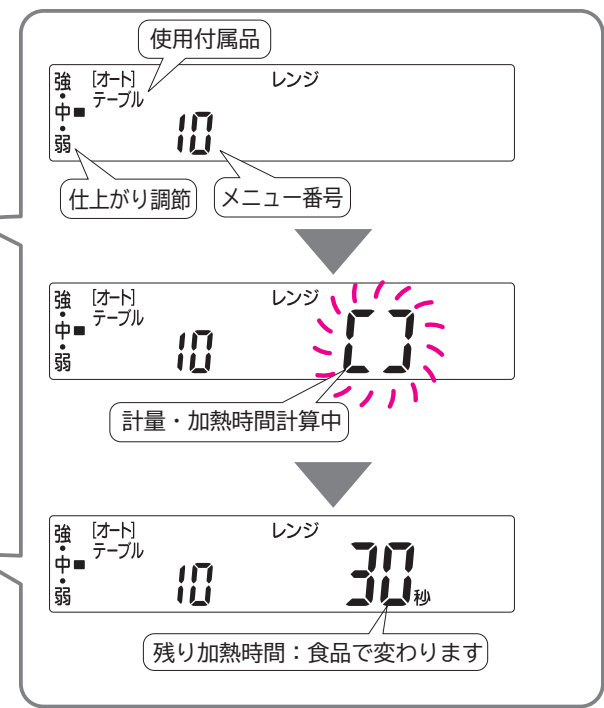 使用付属品
強・中・弱
[オート] レンジ
テーブル
10
仕上がり調節 メニュー番号
強・中・弱
[オート] レンジ
テーブル
10
計量・加熱時間計算中
強・中・弱
[オート] レンジ
テーブル
10 30秒
残り加熱時間：食品で変わります